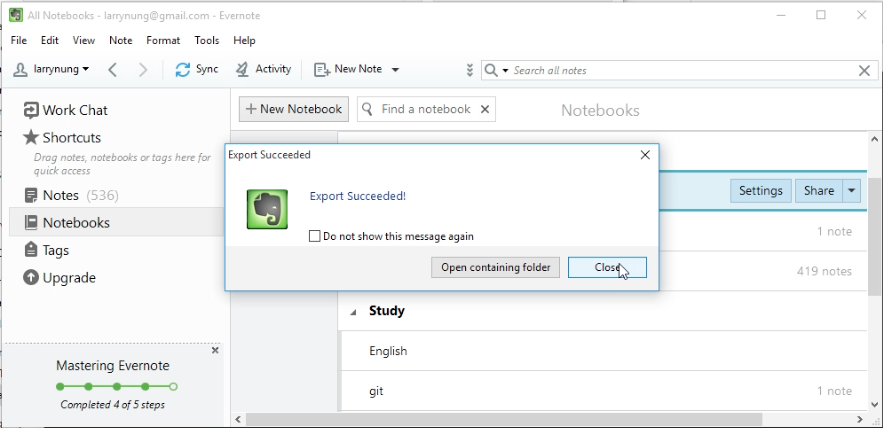 All Notebooks - larrynung@gmail.com - Evernote
File Edit View Note Format Tools Help
larrynung Sync Activity New Note Search all notes
Work Chat
Shortcuts
Drag notes, notebooks or tags here for
quick access
Notes (536)
Notebooks
Tags
Upgrade
Mastering Evernote
Completed 4 of 5 steps
+ New Notebook Find a notebook Notebooks
Settings Share
1 note
419 notes
Study
English
git 1 note
Export Succeeded
Export Succeeded!
Do not show this message again
Open containing folder Close